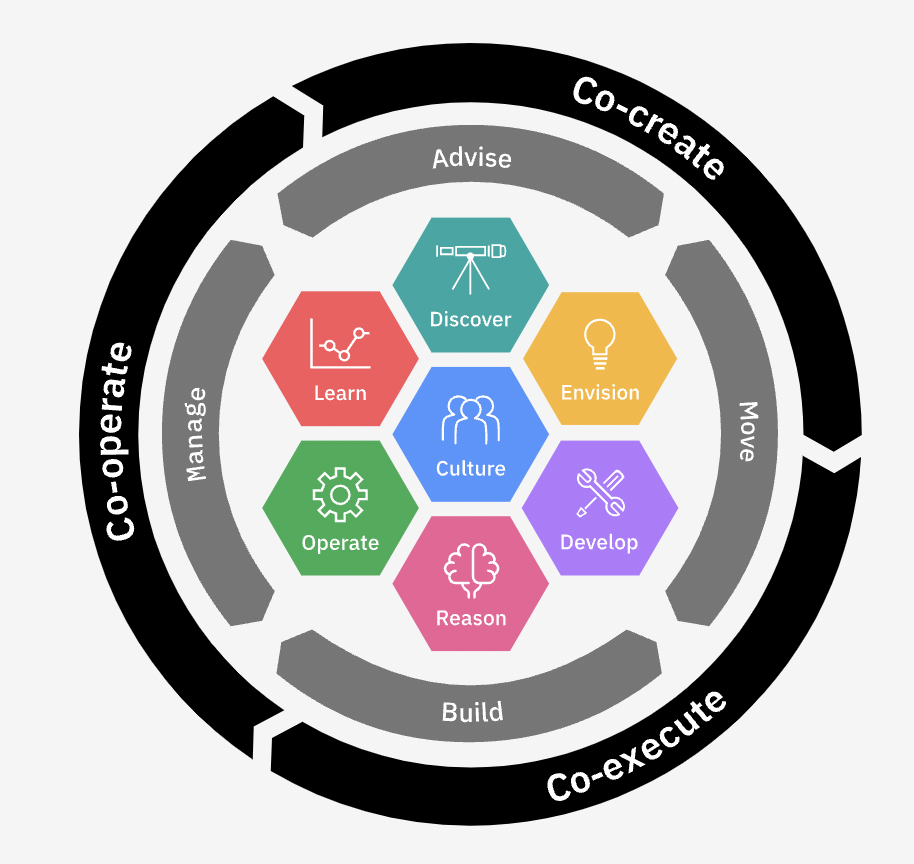 Co-create
Advise
Discover
Learn
Envision
Co-operate
Manage
Culture
Move
Operate
Develop
Reason
Build
Co-execute